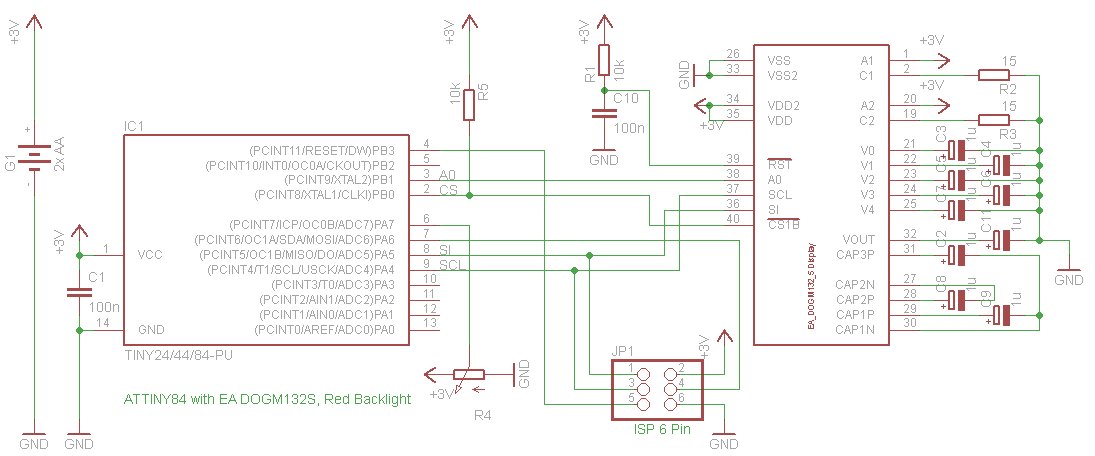 +3V
+3V
+3V
+3V
+
G1
2x AA
-
GND
+3V
C1
100n
GND
IC1
1
VCC
14
GND
(PCINT11/RESET/DW)PB3
4
(PCINT10/INT0/OC0A/CKOUT)PB2
5
(PCINT9/XTAL2)PB1
3
A0
(PCINT8/XTAL1/CLKI)PB0
2
CS
(PCINT7/ICP/OC0B/ADC7)PA7
6
(PCINT6/OC1A/SDA/MOSI/ADC6)PA6
7
(PCINT5/OC1B/MISO/DO/ADC5)PA5
8
SI
(PCINT4/T1/SCL/USCK/ADC4)PA4
9
SCL
(PCINT3/T0/ADC3)PA3
10
(PCINT2/AIN1/ADC2)PA2
11
(PCINT1/AIN0/ADC1)PA1
12
(PCINT0/AREF/ADC0)PA0
13
TINY24/44/84-PU
ATTINY84 with EA DOGM132S, Red Backlight
10k
R5
+3V
R4
GND
R1
10k
C10
100n
GND
JP1
1
2
3
4
5
6
+3V
GND
ISP 6 Pin
GND
26
VSS
33
VSS2
34
VDD2
35
VDD
39
RST
38
A0
37
SCL
36
SI
40
CS1B
EA_DOGM132_5 Display
A1
1
+3V
C1
2
15
R2
A2
20
+3V
C2
19
15
R3
V0
21
C3
1u
V1
22
C4
1u
V2
23
C5
1u
V3
24
C6
1u
V4
25
C7
1u
VOUT
32
C11
1u
CAP3P
31
C2
1u
CAP2N
27
CAP2P
28
C8
1u
CAP1P
29
C9
1u
CAP1N
30
GND